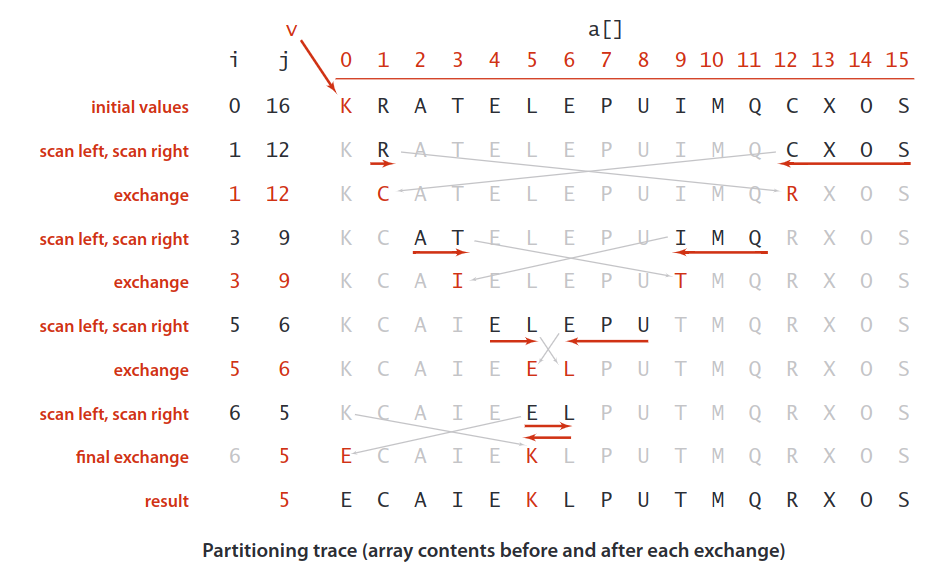 v a[]
i j 0 1 2 3 4 5 6 7 8 9 10 11 12 13 14 15
initial values 0 16 K R A T E L E P U I M Q C X O S
scan left, scan right 1 12 K R A T E L E P U I M Q C X O S
exchange 1 12 K C A T E L E P U I M Q R X O S
scan left, scan right 3 9 K C A T E L E P U I M Q R X O S
exchange 3 9 K C A I E L E P U T M Q R X O S
scan left, scan right 5 6 K C A I E L E P U T M Q R X O S
exchange 5 6 K C A I E E L P U T M Q R X O S
scan left, scan right 6 5 K C A I E E L P U T M Q R X O S
final exchange 6 5 E C A I E K L P U T M Q R X O S
result 5 E C A I E K L P U T M Q R X O S
Partitioning trace (array contents before and after each exchange)